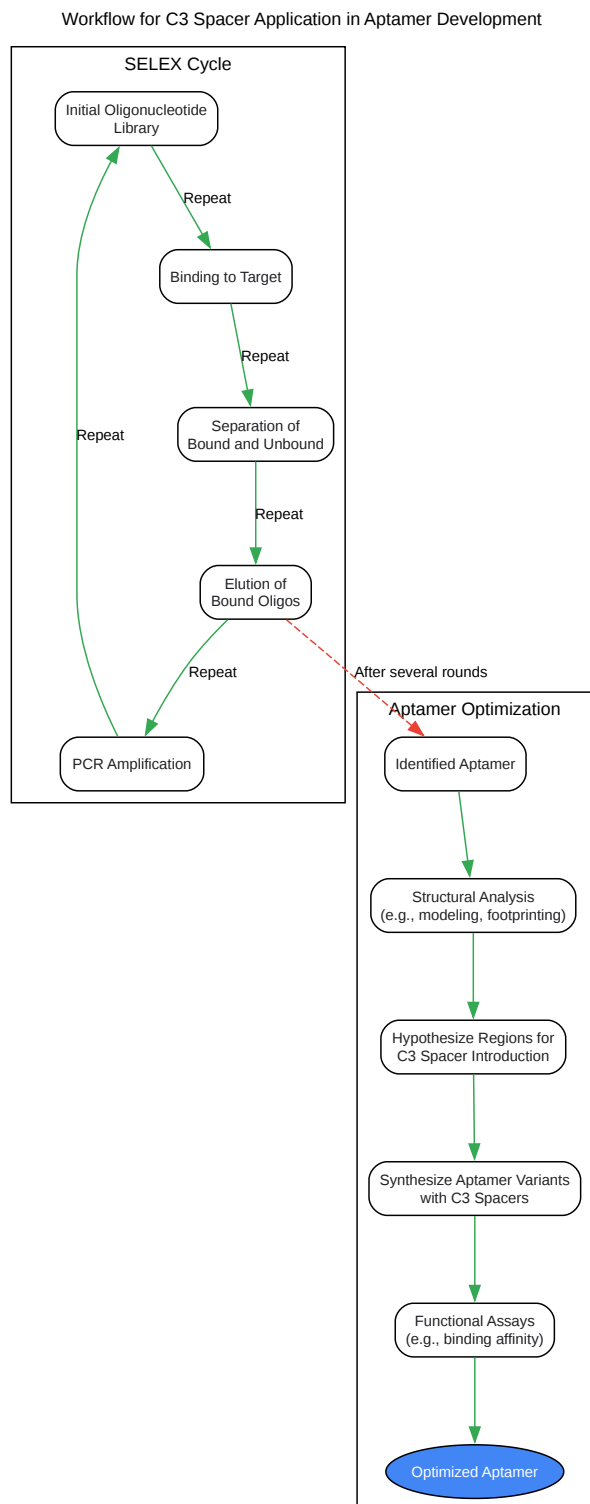 Workflow for C3 Spacer Application in Aptamer Development
SELEX Cycle
Initial Oligonucleotide
Library
Repeat
Binding to Target
Repeat
Separation of
Bound and Unbound
Repeat
Repeat
Elution of
Bound Oligos
Repeat
After several rounds
PCR Amplification
Aptamer Optimization
Identified Aptamer
Structural Analysis
(e.g., modeling, footprinting)
Hypothesize Regions for
C3 Spacer Introduction
Synthesize Aptamer Variants
with C3 Spacers
Functional Assays
(e.g., binding affinity)
Optimized Aptamer